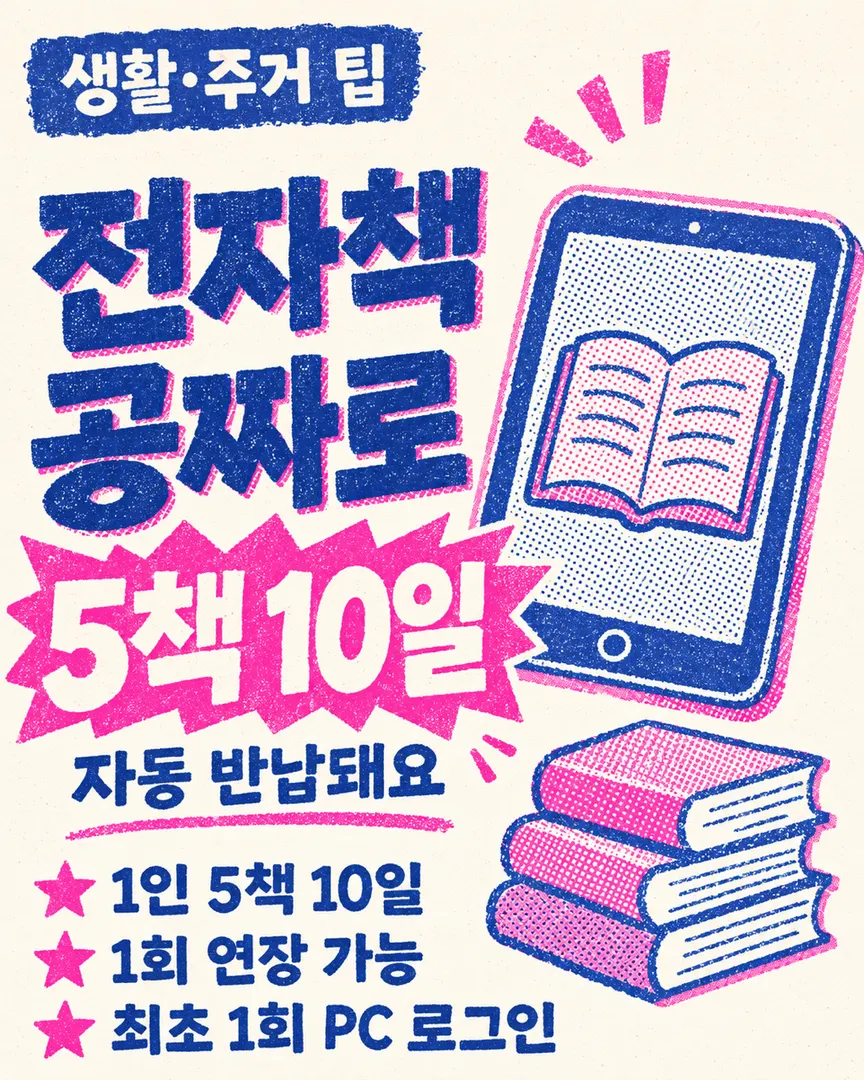 생활·주거 팁
전자책
공짜로
5책 10일
자동 반납돼요
1인 5책 10일
1회 연장 가능
최초 1회 PC 로그인